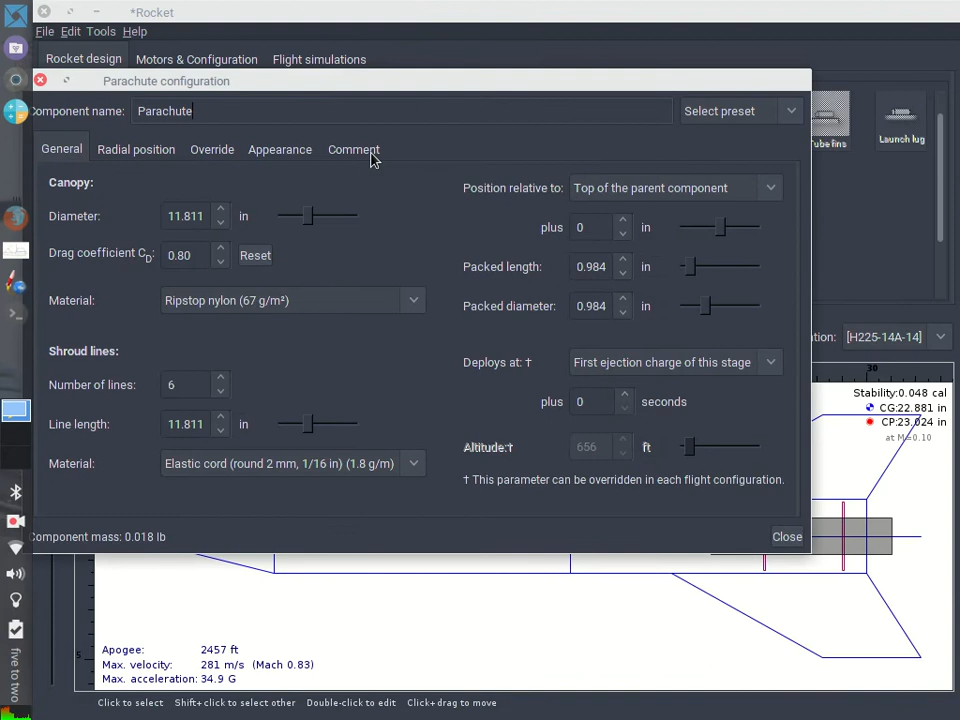 *Rocket
File Edit Tools Help
Rocket design Motors & Configuration Flight simulations
Parachute configuration
Component name: Parachute Select preset
Tube fins Launch lug
General Radial position Override Appearance Comment
Canopy:
Position relative to: Top of the parent component
Diameter: 11.811 in
plus 0 in
Drag coefficient CD: 0.80 Reset
Packed length: 0.984 in
Material: Ripstop nylon (67 g/m²)
Packed diameter: 0.984 in
[H225-14A-14]
Shroud lines:
Deploys at: † First ejection charge of this stage
30
Number of lines: 6
plus 0 seconds
Stability:0.048 cal
CG:22.881 in
CP:23.024 in
at M=0.10
Line length: 11.811 in
Altitude:† 656 ft
Material: Elastic cord (round 2 mm, 1/16 in) (1.8 g/m)
† This parameter can be overridden in each flight configuration.
Component mass: 0.018 lb Close
Apogee: 2457 ft
Max. velocity: 281 m/s (Mach 0.83)
Max. acceleration: 34.9 G
5
Click to select Shift+click to select other Double-click to edit Click+drag to move
five to two